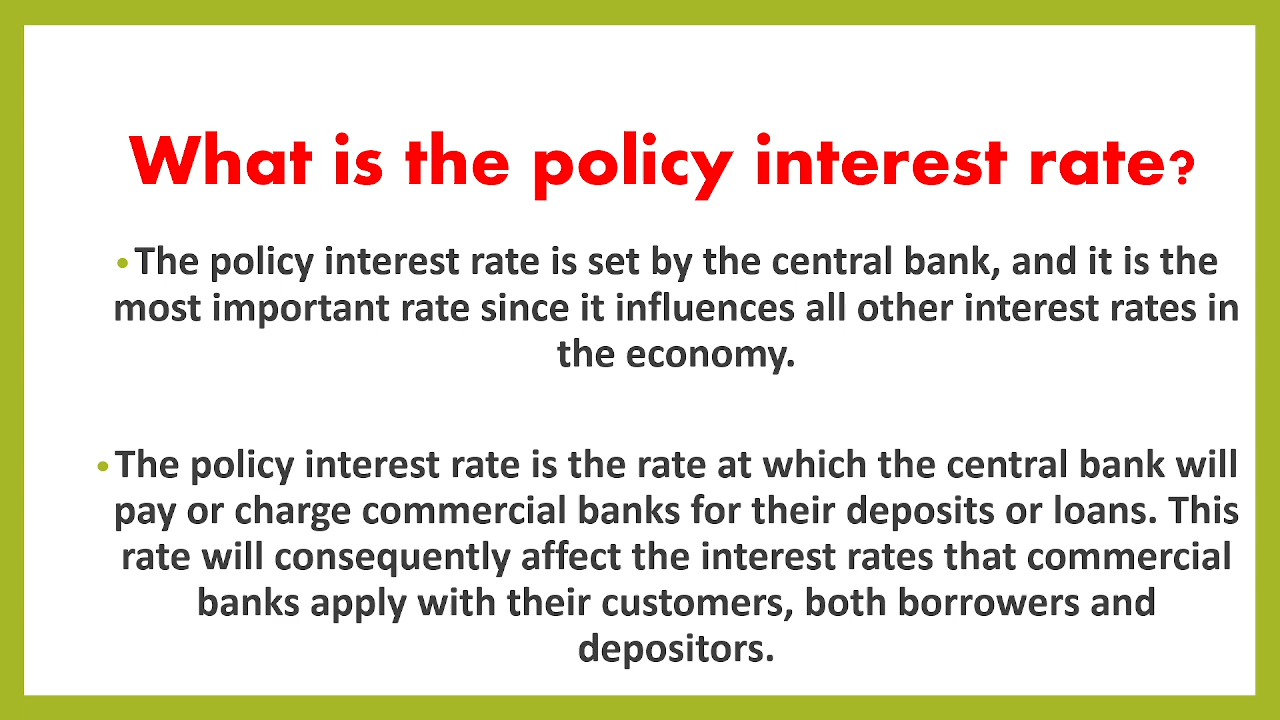 What is the policy interest rate?
•The policy interest rate is set by the central bank, and it is the
most important rate since it influences all other interest rates in
the economy.
•The policy interest rate is the rate at which the central bank will
pay or charge commercial banks for their deposits or loans. This
rate will consequently affect the interest rates that commercial
banks apply with their customers, both borrowers and
depositors.